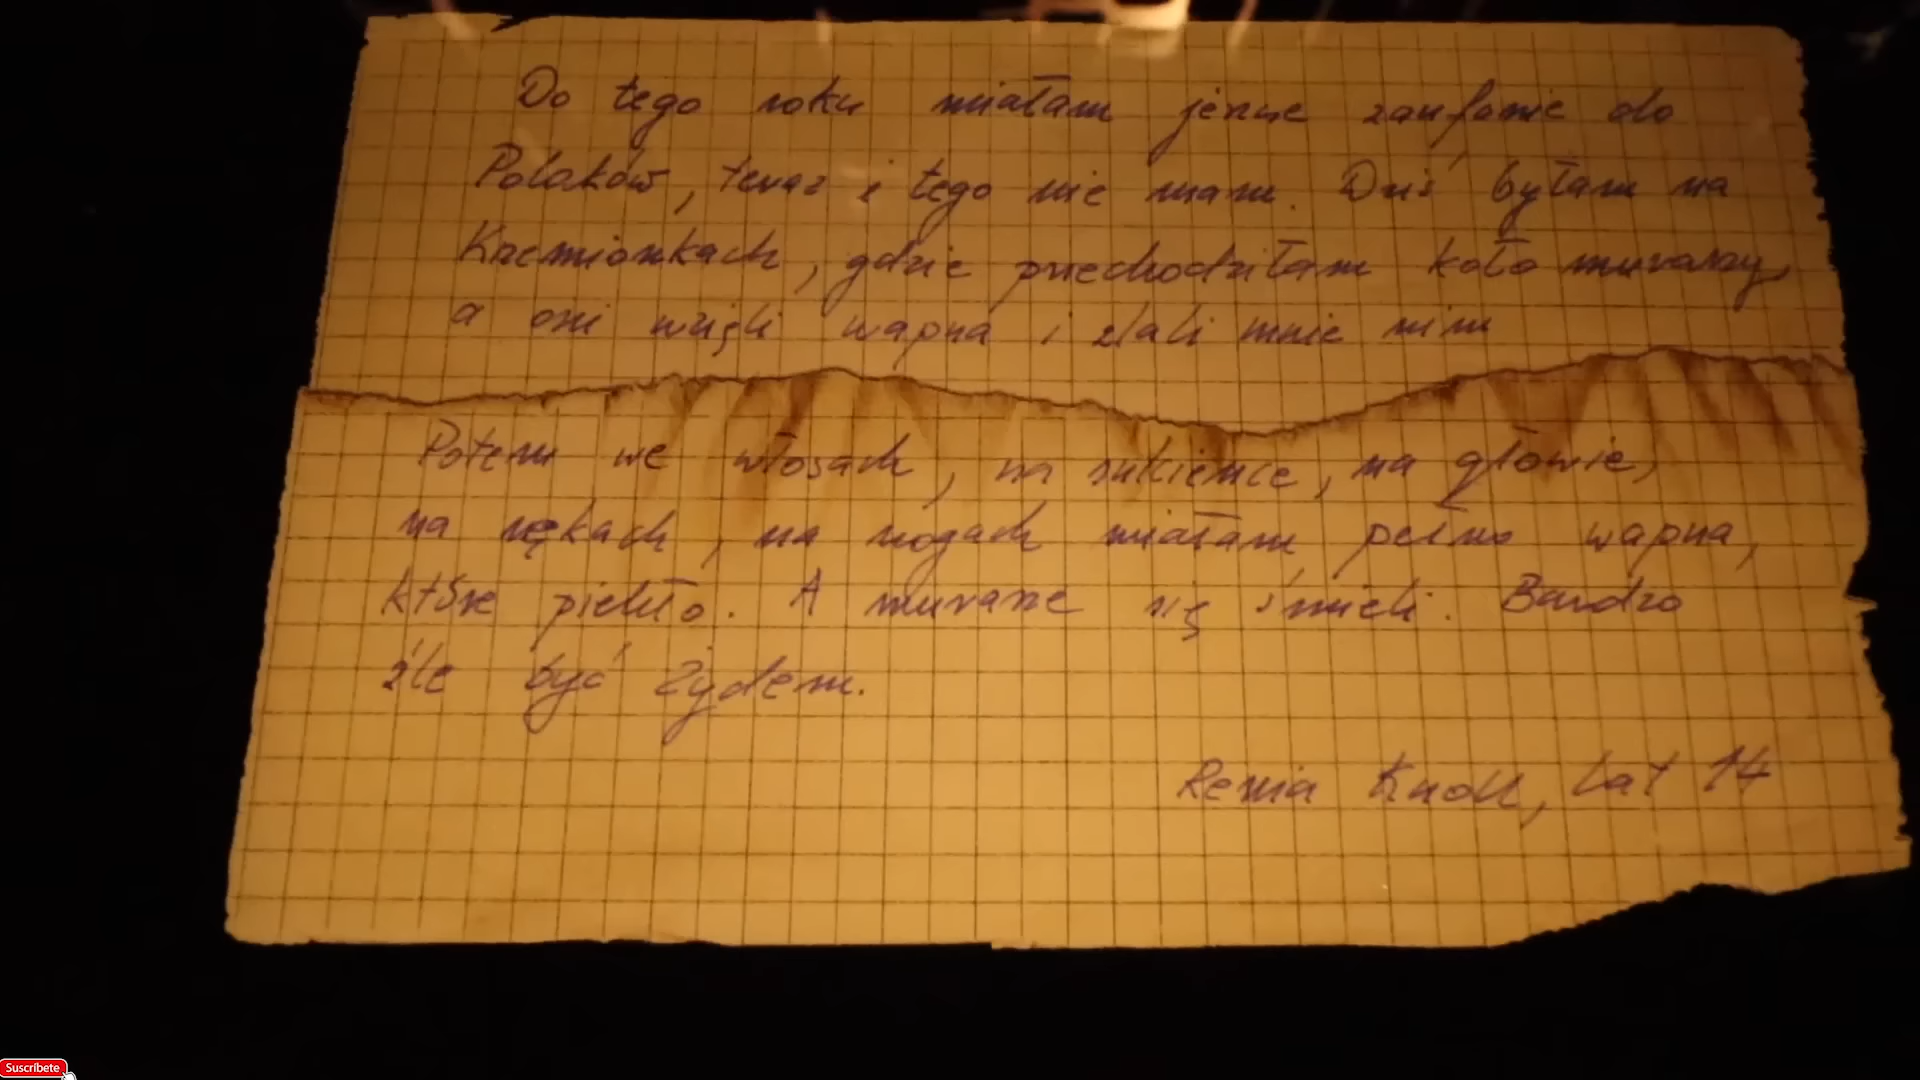 Do tego roku miałam jeszcze zaufanie do
Polaków, teraz i tego nie mam. Dziś byłam na
Krzemionkach, gdzie przechodziłam koło murarzy,
a oni wzięli wapna i zlali mnie nim
Potem we włosach, na sukience, na głowie,
na rękach, na nogach miałam pełno wapna,
które piekło. A murarze się śmieli. Bardzo
źle być Żydem.
Renia Knoll, lat 14
Suscríbete